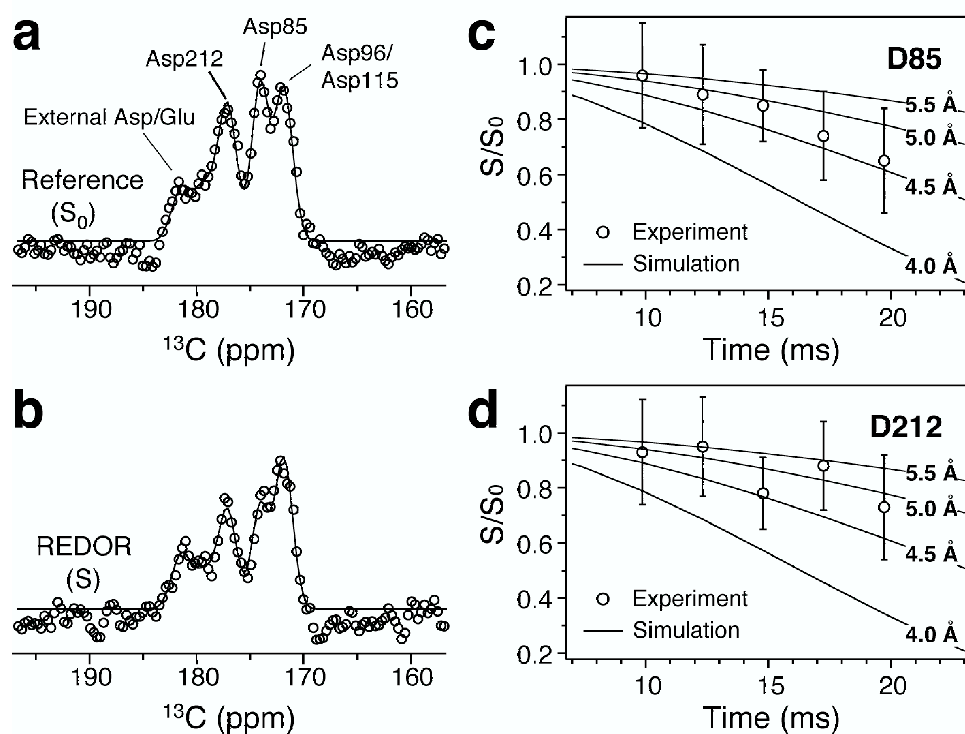 a
Asp85
Asp212
Asp96/
Asp115
External Asp/Glu
Reference
(S₀)
190
180
170
160
¹³C (ppm)
b
REDOR
(S)
190
180
170
160
¹³C (ppm)
c
D85
S/S₀
1.0
0.8
0.6
0.4
0.2
5.5 Å
5.0 Å
4.5 Å
4.0 Å
Experiment
Simulation
10
15
20
Time (ms)
d
D212
S/S₀
1.0
0.8
0.6
0.4
0.2
5.5 Å
5.0 Å
4.5 Å
4.0 Å
Experiment
Simulation
10
15
20
Time (ms)